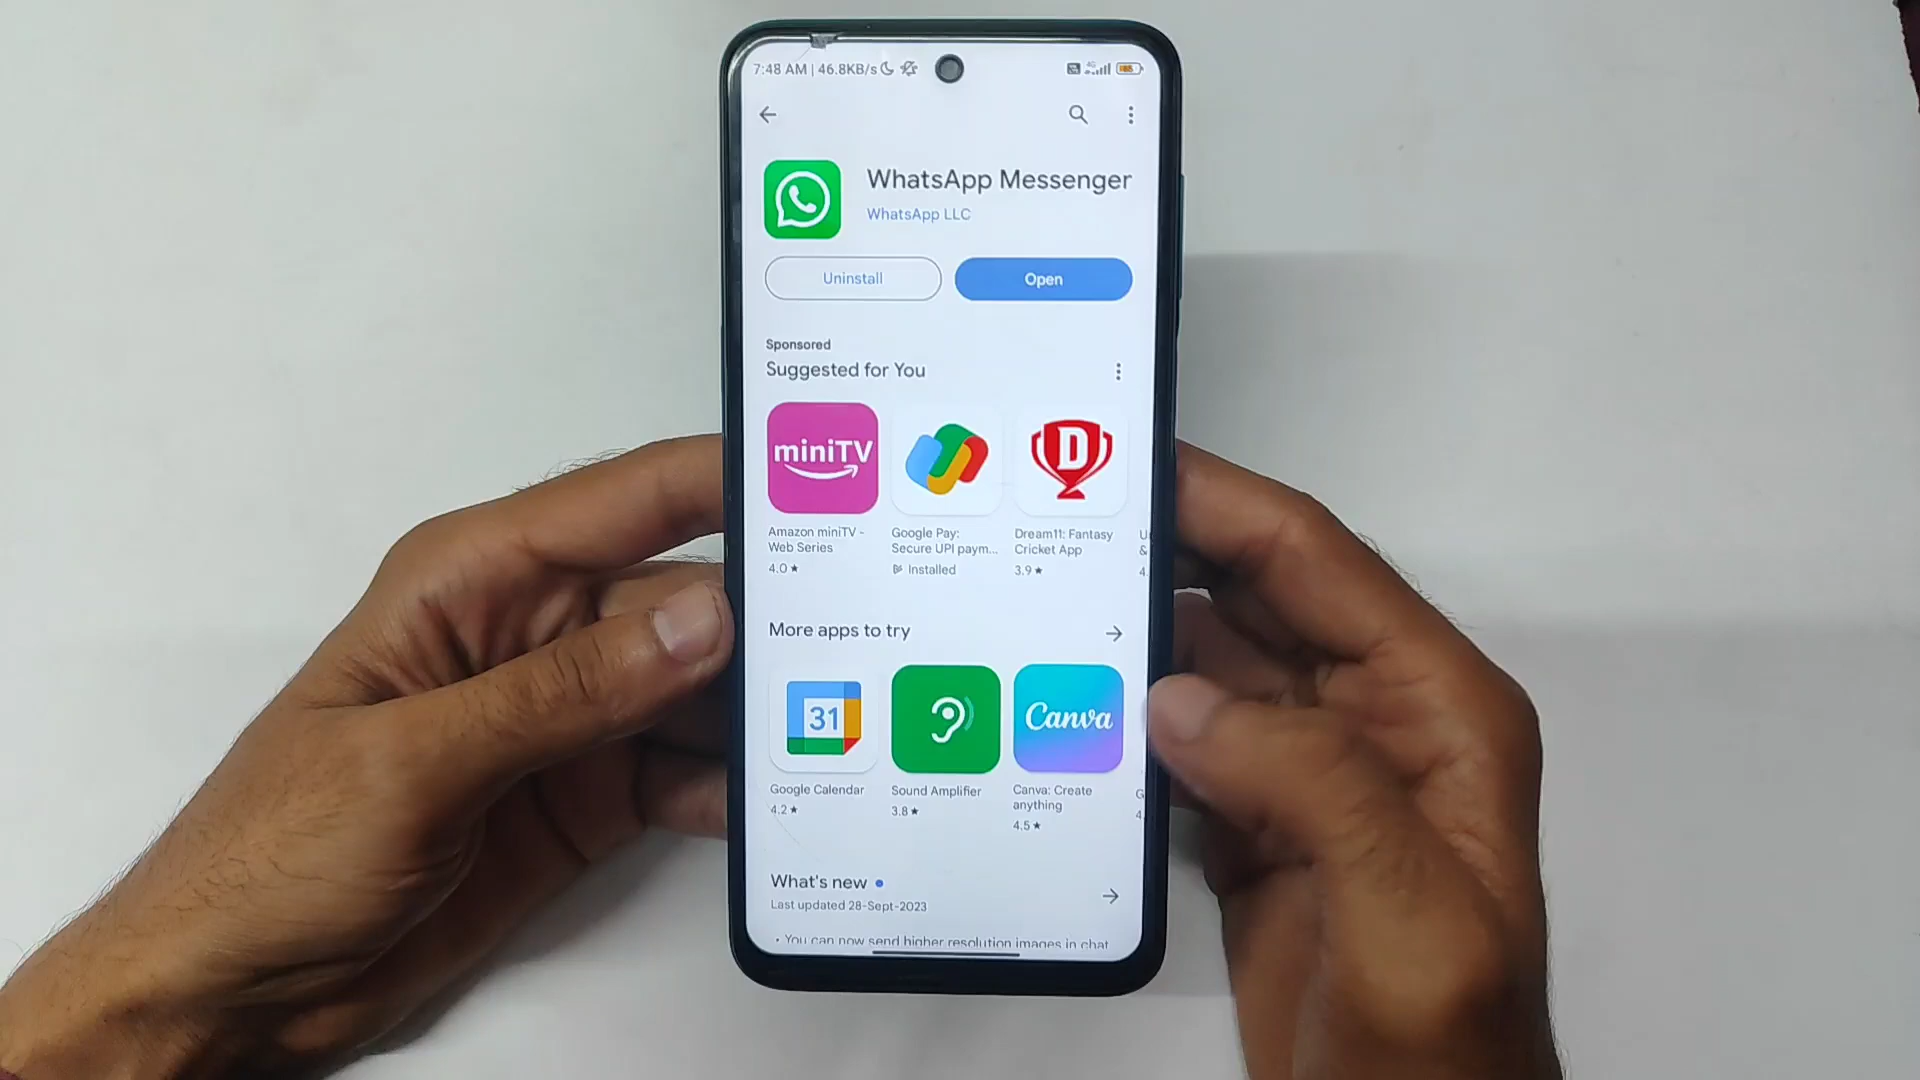 7:48 AM | 46.8KB/s
4G
WhatsApp Messenger
WhatsApp LLC
Uninstall
Open
Sponsored
Suggested for You
miniTV
D
Amazon miniTV -
Web Series
4.0 ★
Google Pay:
Secure UPI paym...
Installed
Dream11: Fantasy
Cricket App
3.9 ★
&
4.
More apps to try
31
Canva
Google Calendar
4.2 ★
Sound Amplifier
3.8 ★
Canva: Create
anything
4.5 ★
G
4.
What's new
Last updated 28-Sept-2023
• You can now send higher resolution images in chat